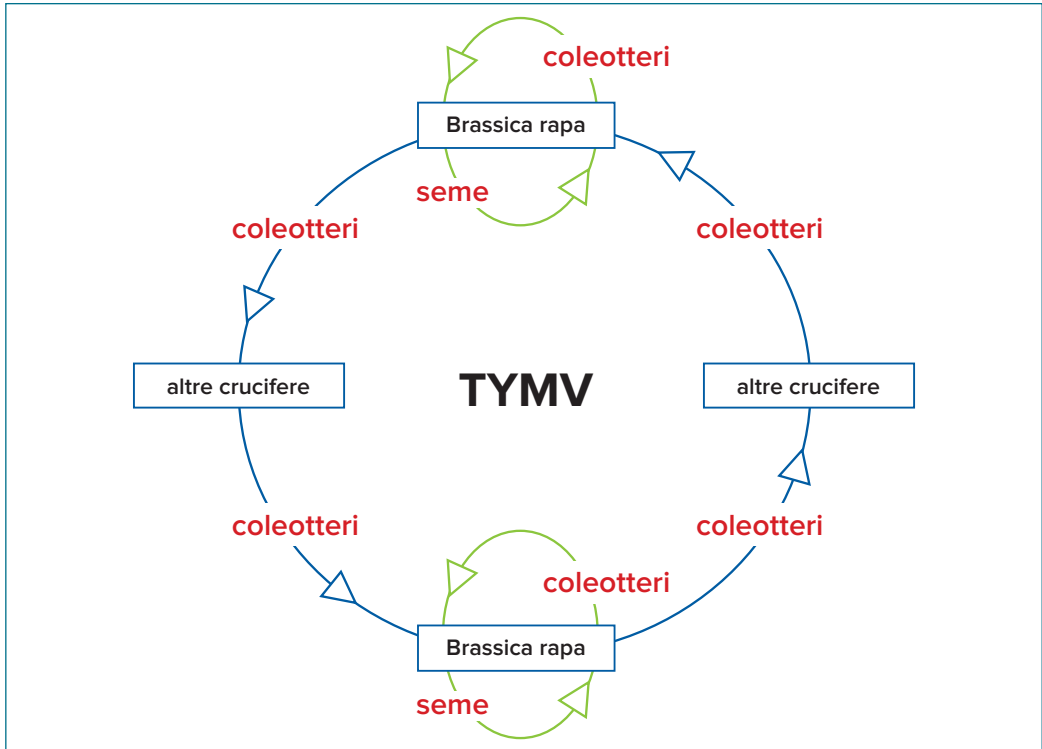 coleotteri
Brassica rapa
seme
coleotteri
coleotteri
altre crucifere
TYMV
altre crucifere
coleotteri
coleotteri
coleotteri
Brassica rapa
seme